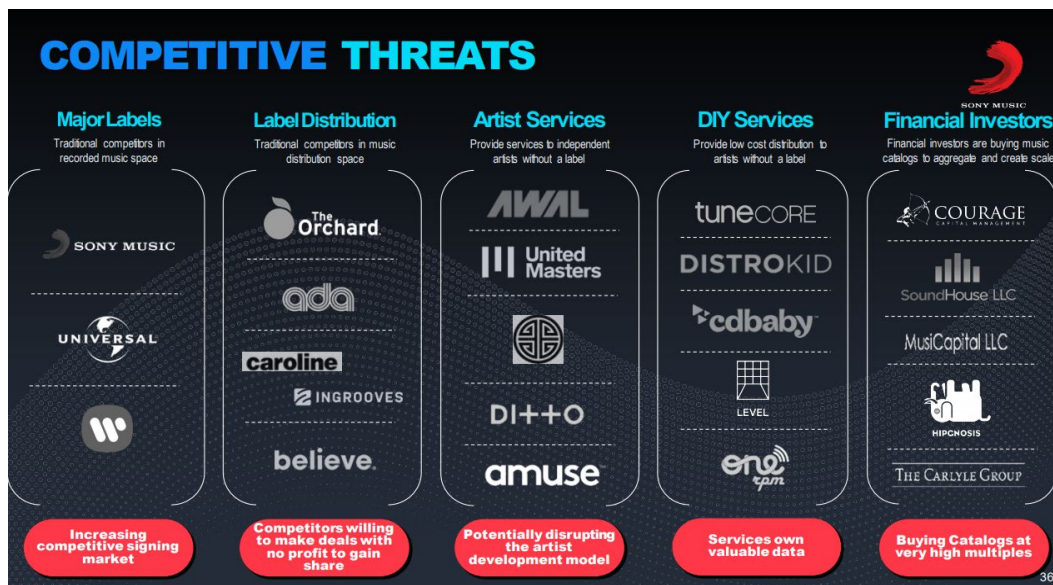 COMPETITIVE THREATS
SONY MUSIC
Major Labels
Traditional competitors in
recorded music space
SONY MUSIC
UNIVERSAL
Increasing
competitive signing
market
Label Distribution
Traditional competitors in music
distribution space
The
Orchard.
ada
caroline
INGROOVES
believe.
Competitors willing
to make deals with
no profit to gain
share
Artist Services
Provide services to independent
artists without a label
AWAL
United
Masters
DI++O
amuse
Potentially disrupting
the artist
development model
DIY Services
Provide low cost distribution to
artists without a label
tunecore
DISTROKID
cdbaby
LEVEL
one
rpm
Services own
valuable data
Financial Investors
Financial investors are buying music
catalogs to aggregate and create scale
COURAGE
CAPITAL MANAGEMENT
SoundHouse LLC
MusiCapital LLC
HIPGNOSIS
THE CARLYLE GROUP
Buying Catalogs at
very high multiples
36